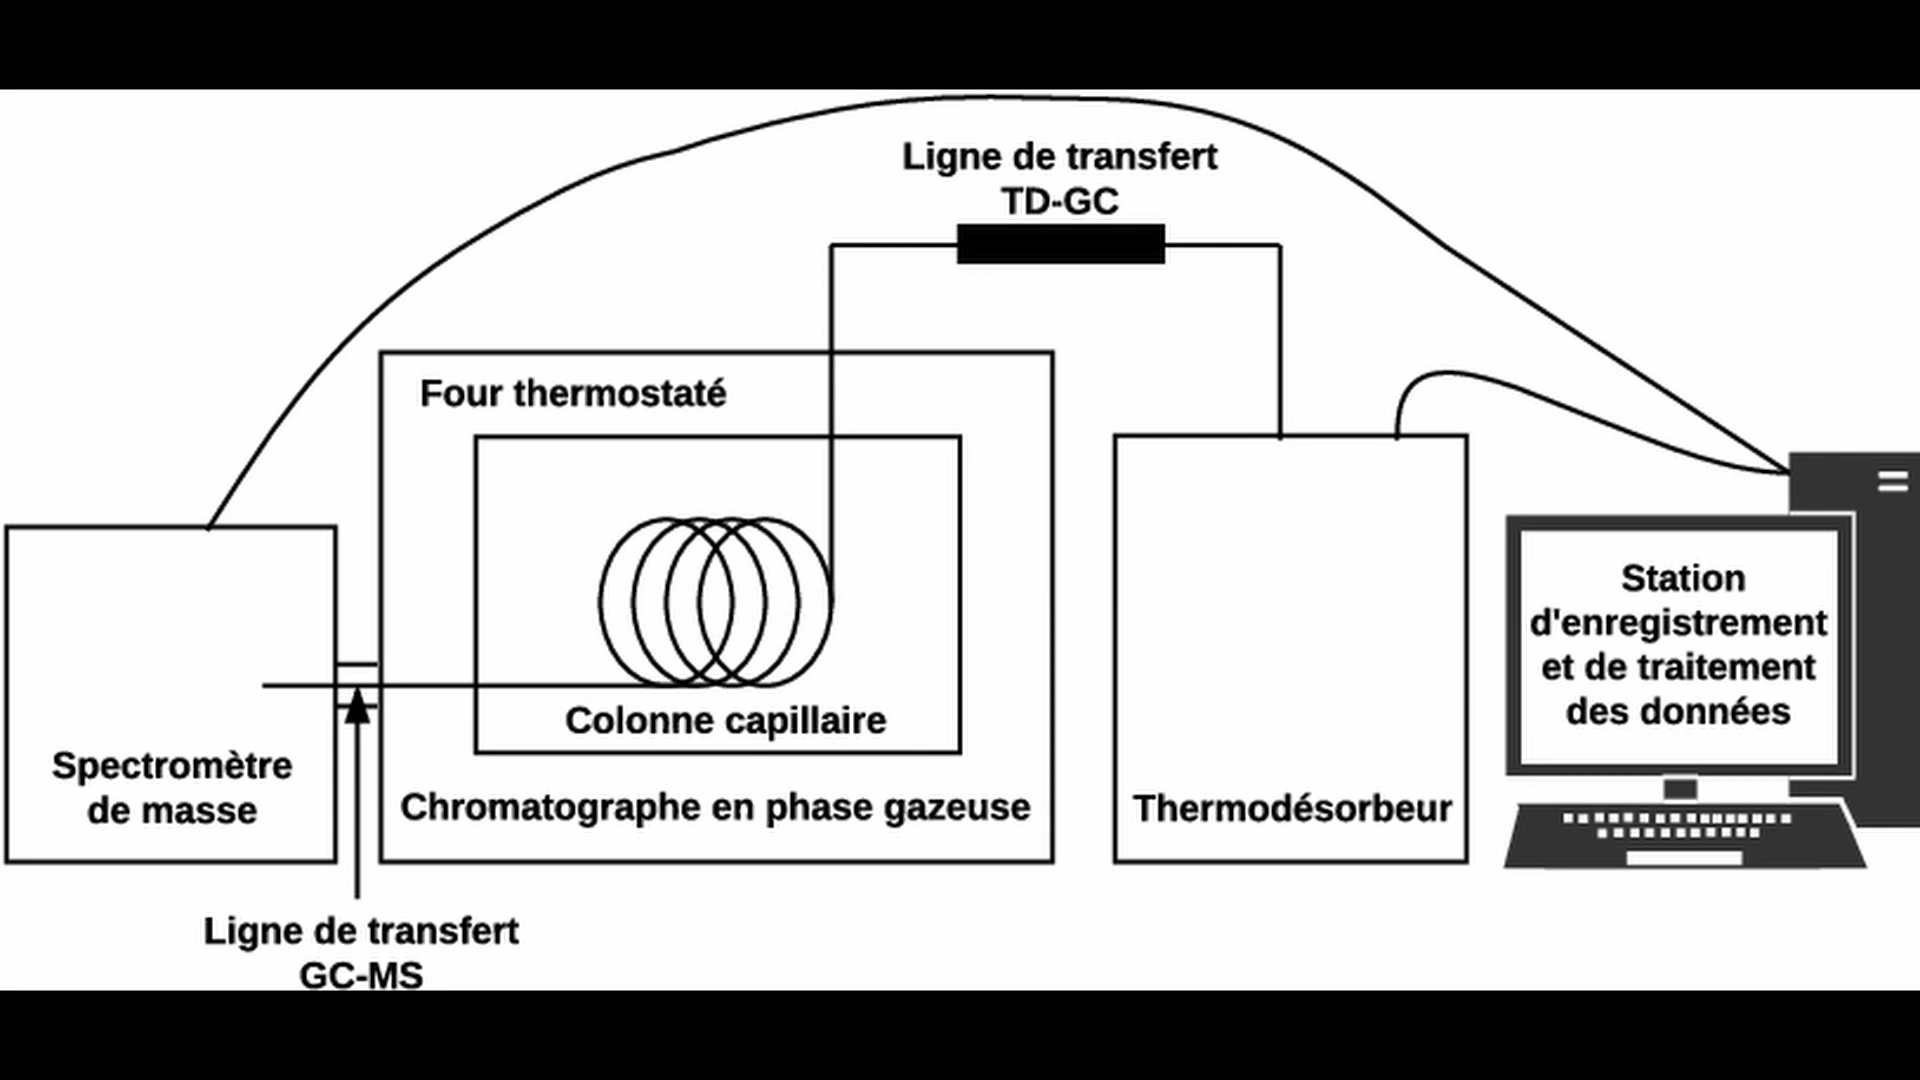 Ligne de transfert
TD-GC
Four thermostaté
Colonne capillaire
Chromatographe en phase gazeuse
Spectromètre
de masse
Thermodésorbeur
Station
d'enregistrement
et de traitement
des données
Ligne de transfert
GC-MS